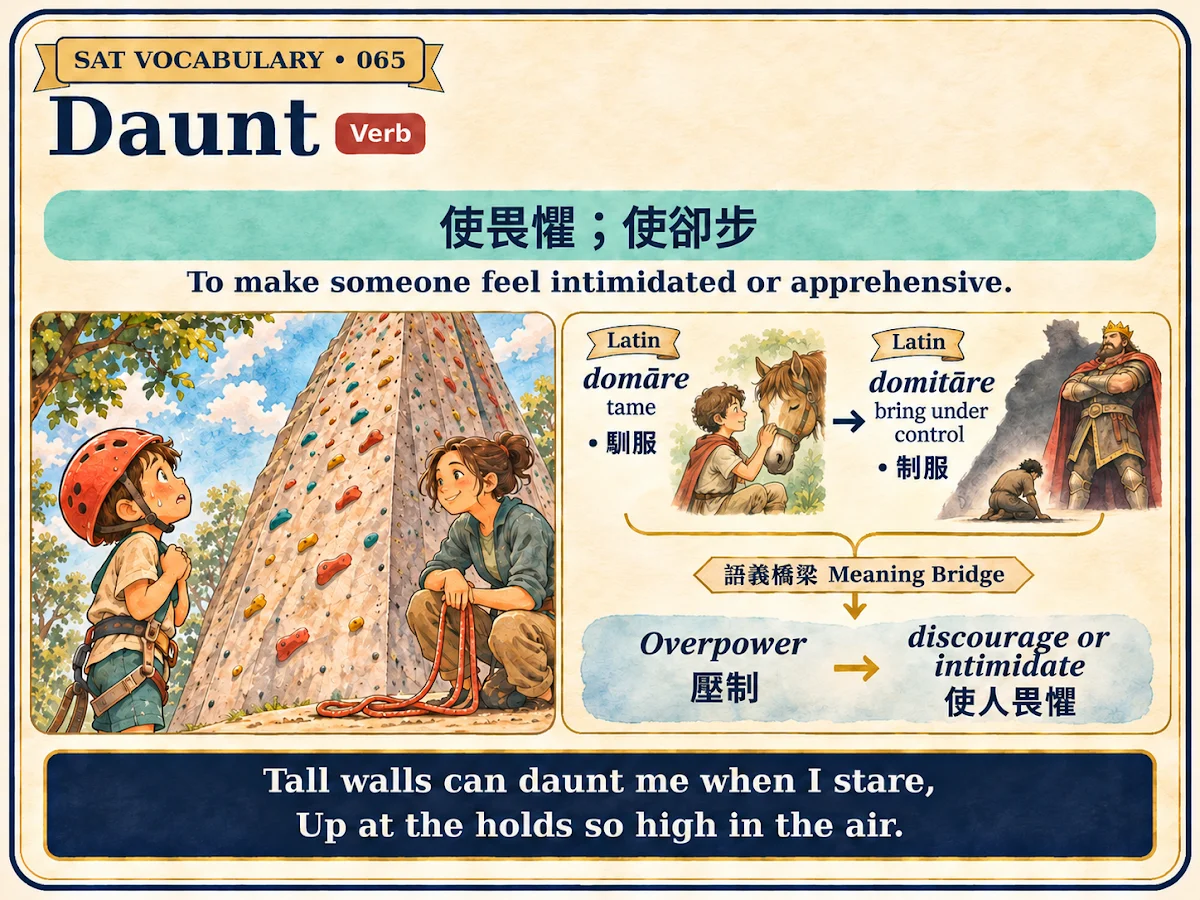 SAT VOCABULARY • 065
Daunt
Verb
使畏懼；使卻步
To make someone feel intimidated or apprehensive.
Latin
domāre
tame
• 馴服
Latin
domitāre
bring under
control
• 制服
語義橋梁 Meaning Bridge
Overpower
壓制
discourage or
intimidate
使人畏懼
Tall walls can daunt me when I stare,
Up at the holds so high in the air.